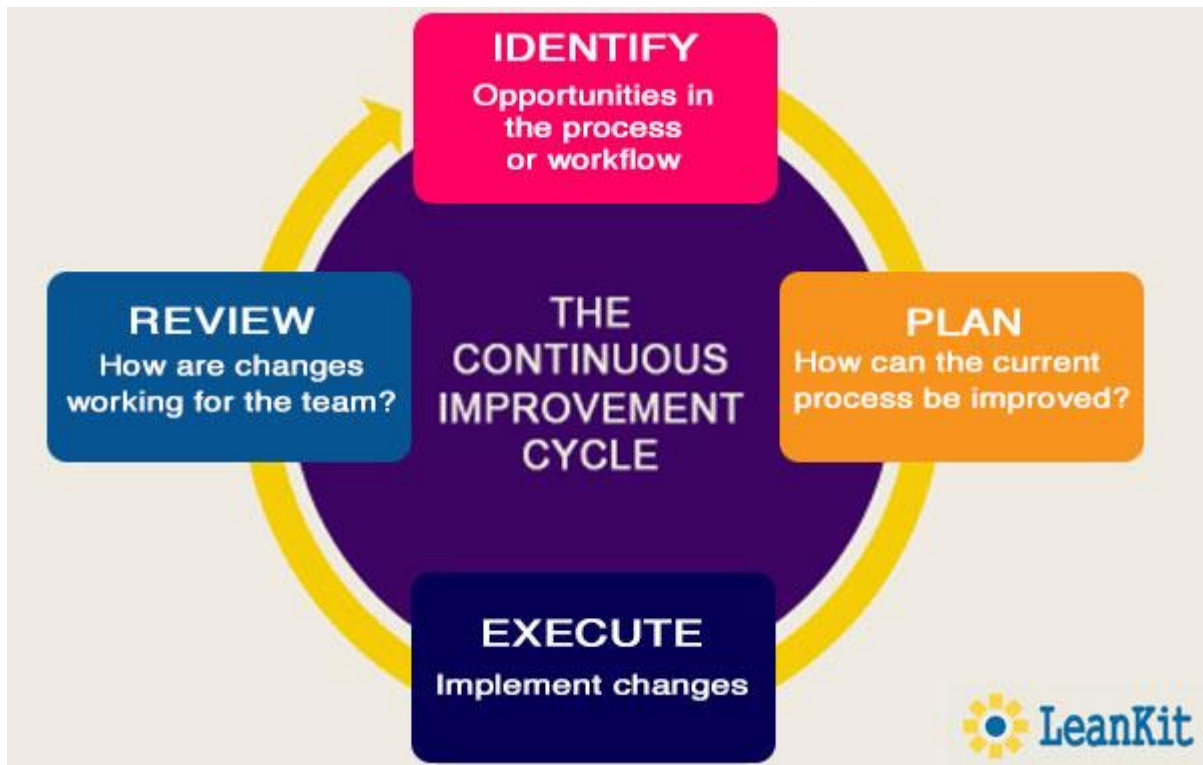 IDENTIFY
Opportunities in
the process
or workflow
REVIEW
How are changes
working for the team?
THE
CONTINUOUS
IMPROVEMENT
CYCLE
PLAN
How can the current
process be improved?
EXECUTE
Implement changes
LeanKit